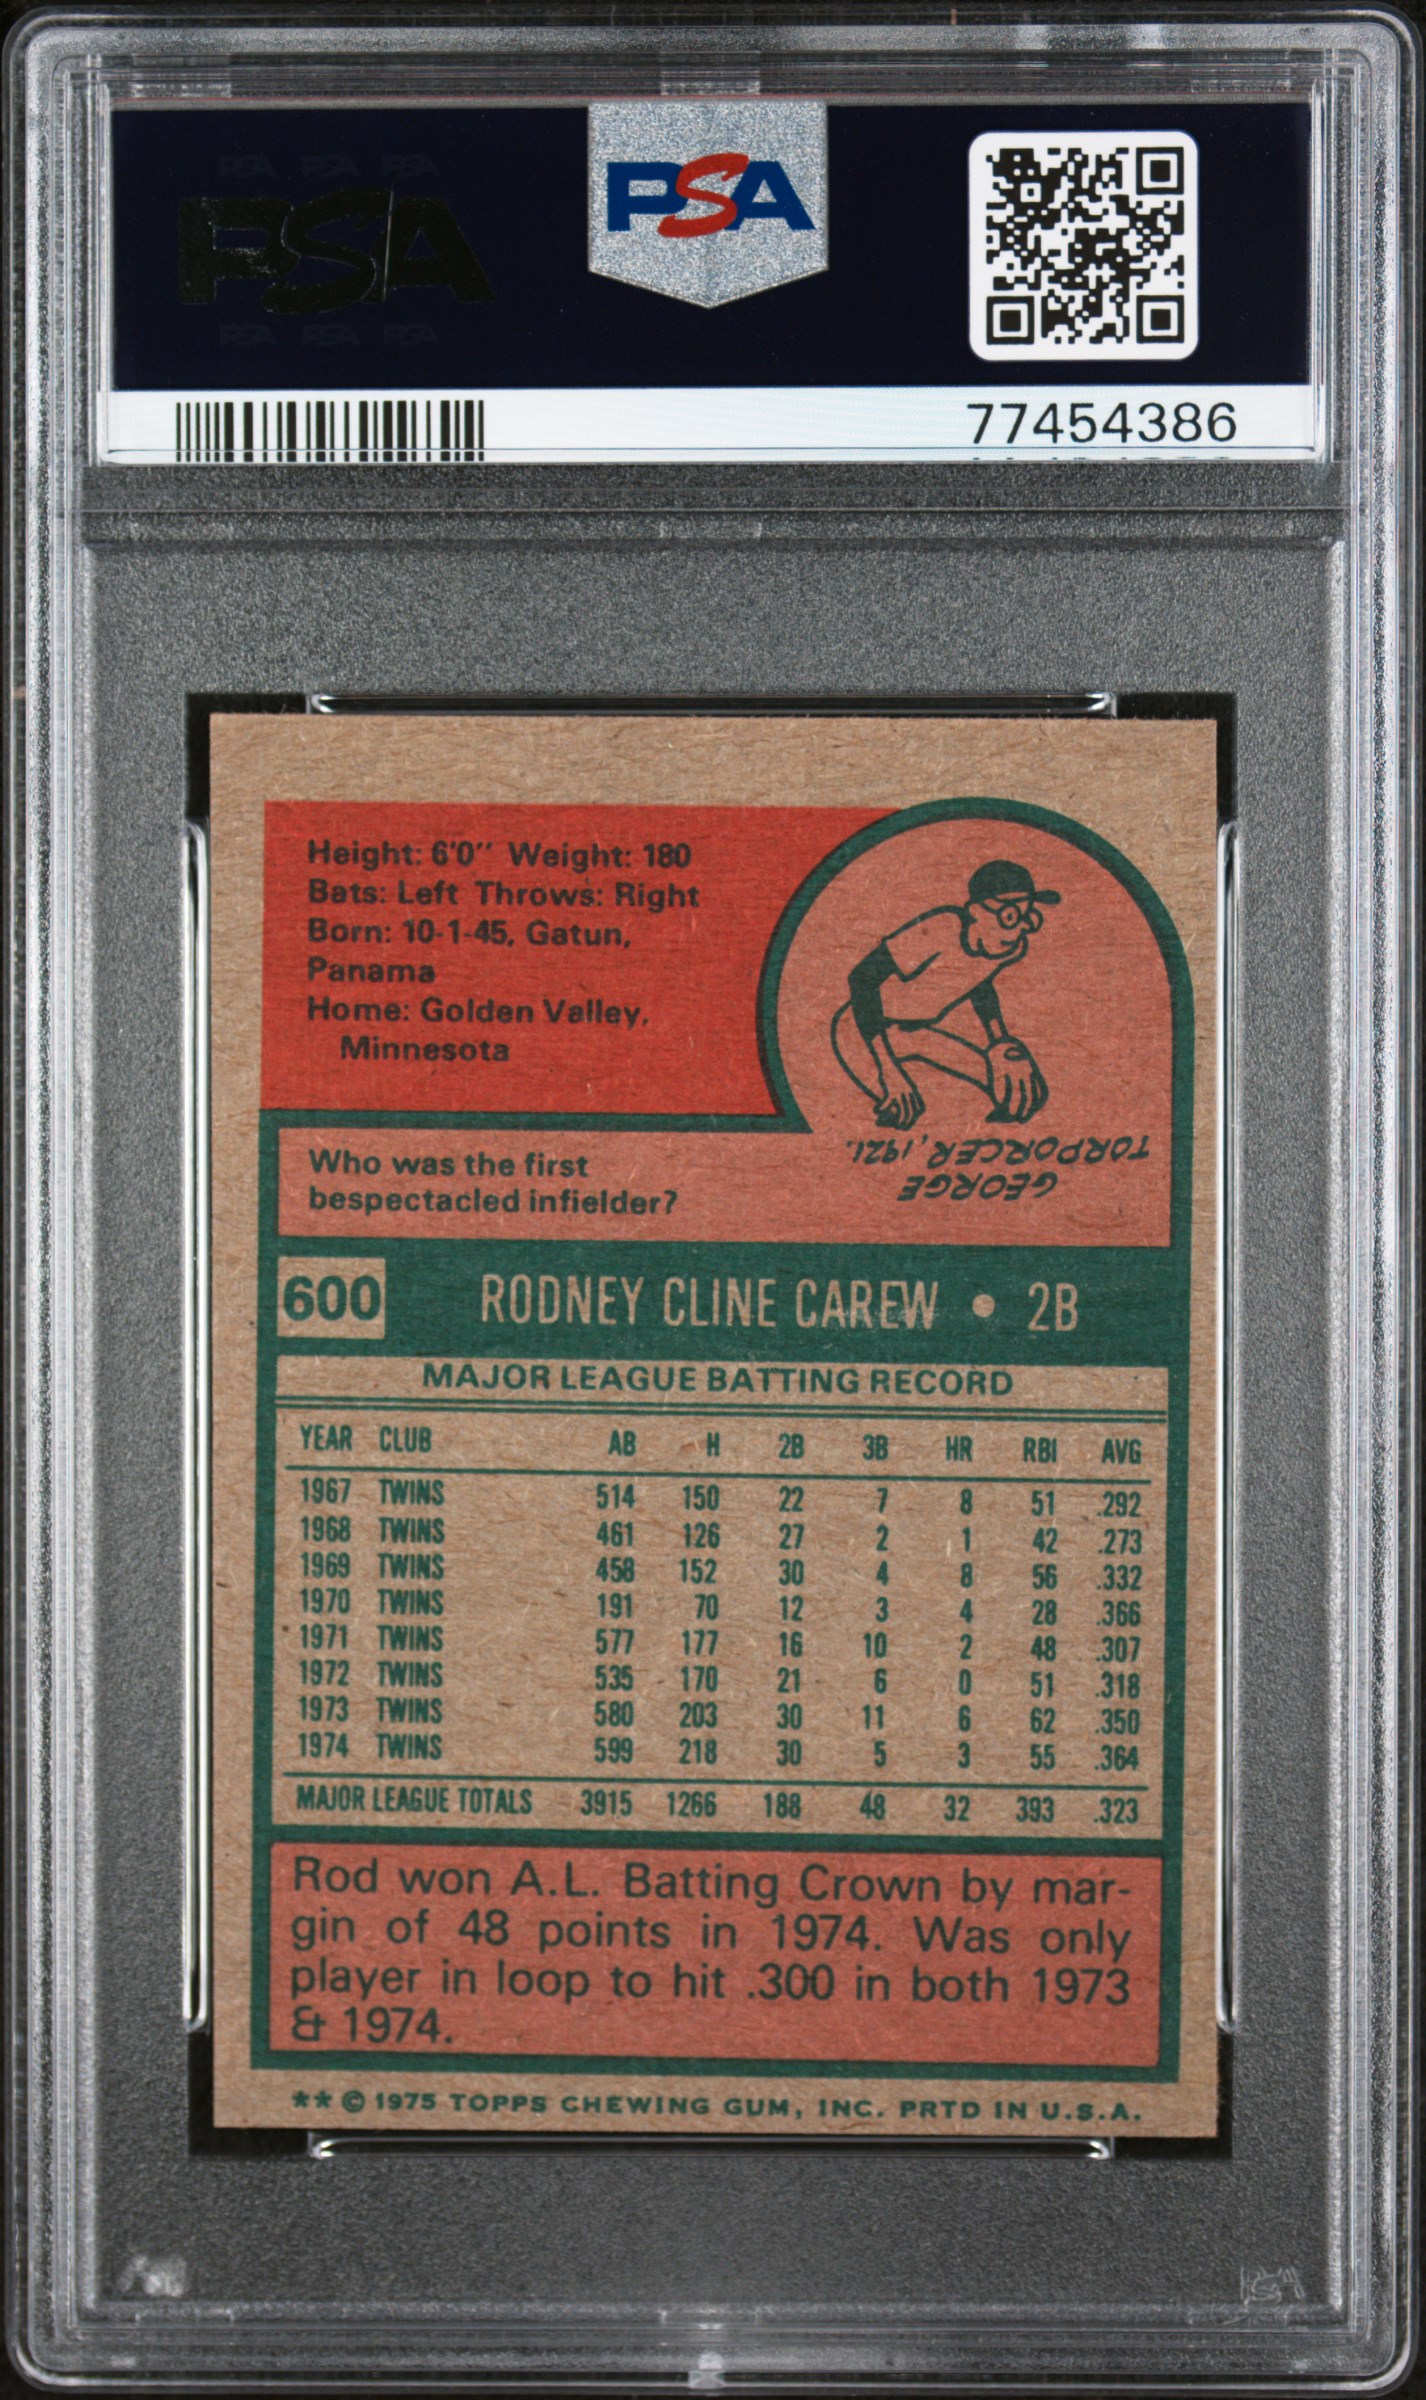 PSA PSA PSA
PSA
PSA PSA PSA
PSA
77454386
Height: 6'0" Weight: 180
Bats: Left Throws: Right
Born: 10-1-45, Gatun,
Panama
Home: Golden Valley,
Minnesota
Who was the first
bespectacled infielder?
GEORGE
TORPORCER, 1921.
600 RODNEY CLINE CAREW • 2B
MAJOR LEAGUE BATTING RECORD
YEAR CLUB AB H 2B 3B HR RBI AVG
1967 TWINS 514 150 22 7 8 51 .292
1968 TWINS 461 126 27 2 1 42 .273
1969 TWINS 458 152 30 4 8 56 .332
1970 TWINS 191 70 12 3 4 28 .366
1971 TWINS 577 177 16 10 2 48 .307
1972 TWINS 535 170 21 6 0 51 .318
1973 TWINS 580 203 30 11 6 62 .350
1974 TWINS 599 218 30 5 3 55 .364
MAJOR LEAGUE TOTALS 3915 1266 188 48 32 393 .323
Rod won A.L. Batting Crown by mar-
gin of 48 points in 1974. Was only
player in loop to hit .300 in both 1973
& 1974.
** © 1975 TOPPS CHEWING GUM, INC. PRTD IN U.S.A.
PSA